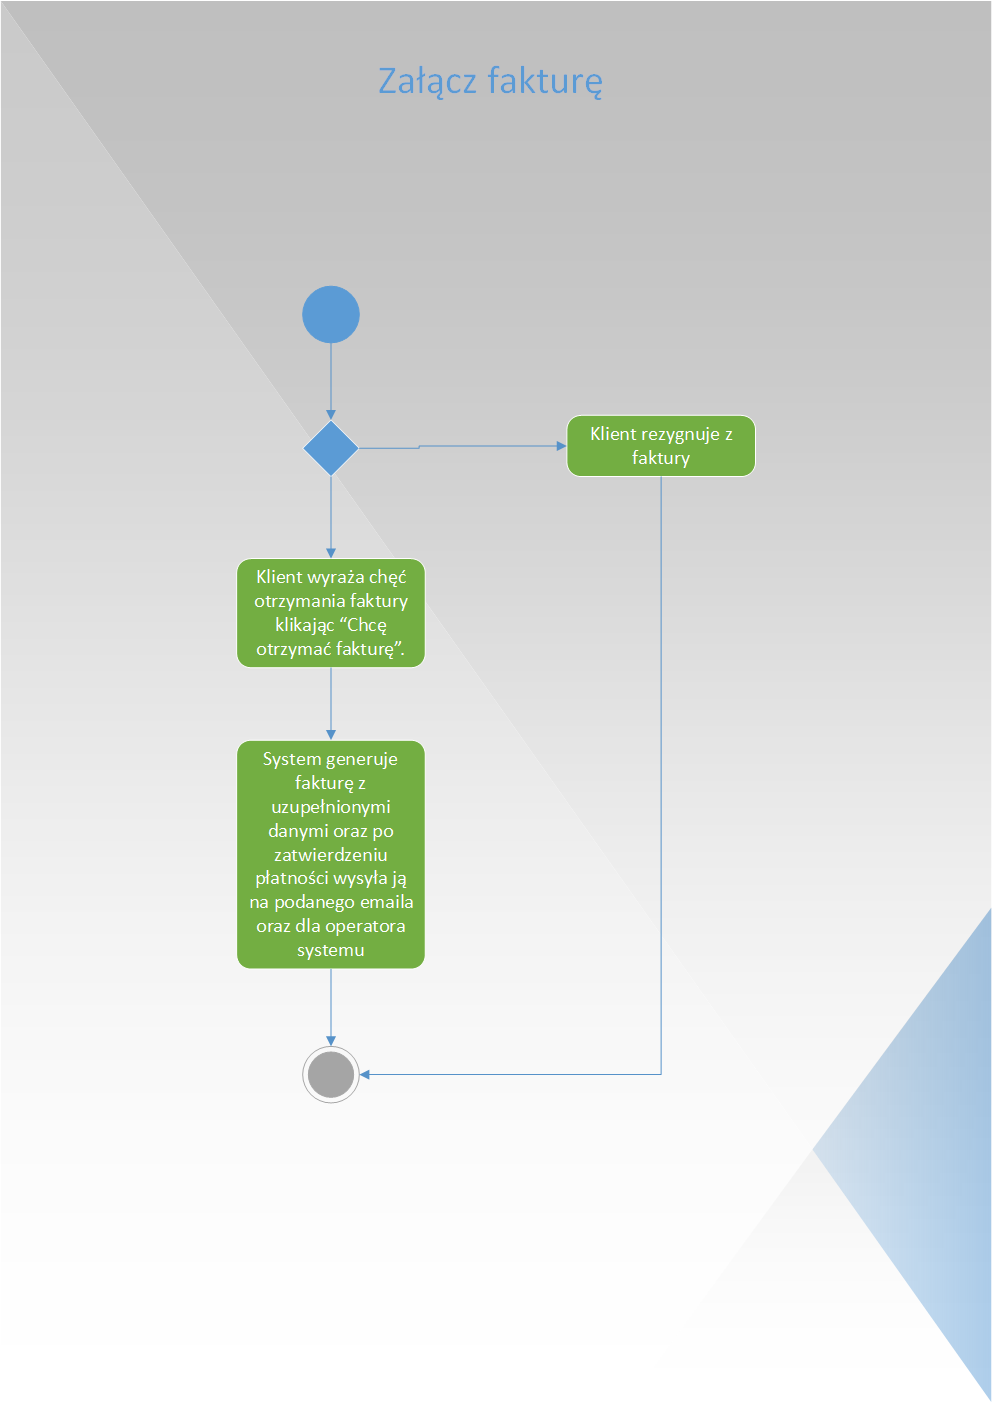 Załącz fakturę
Klient rezygnuje z
faktury
Klient wyraża chęć
otrzymania faktury
klikając “Chcę
otrzymać fakturę”.
System generuje
fakturę z
uzupełnionymi
danymi oraz po
zatwierdzeniu
płatności wysyła ją
na podanego emaila
oraz dla operatora
systemu